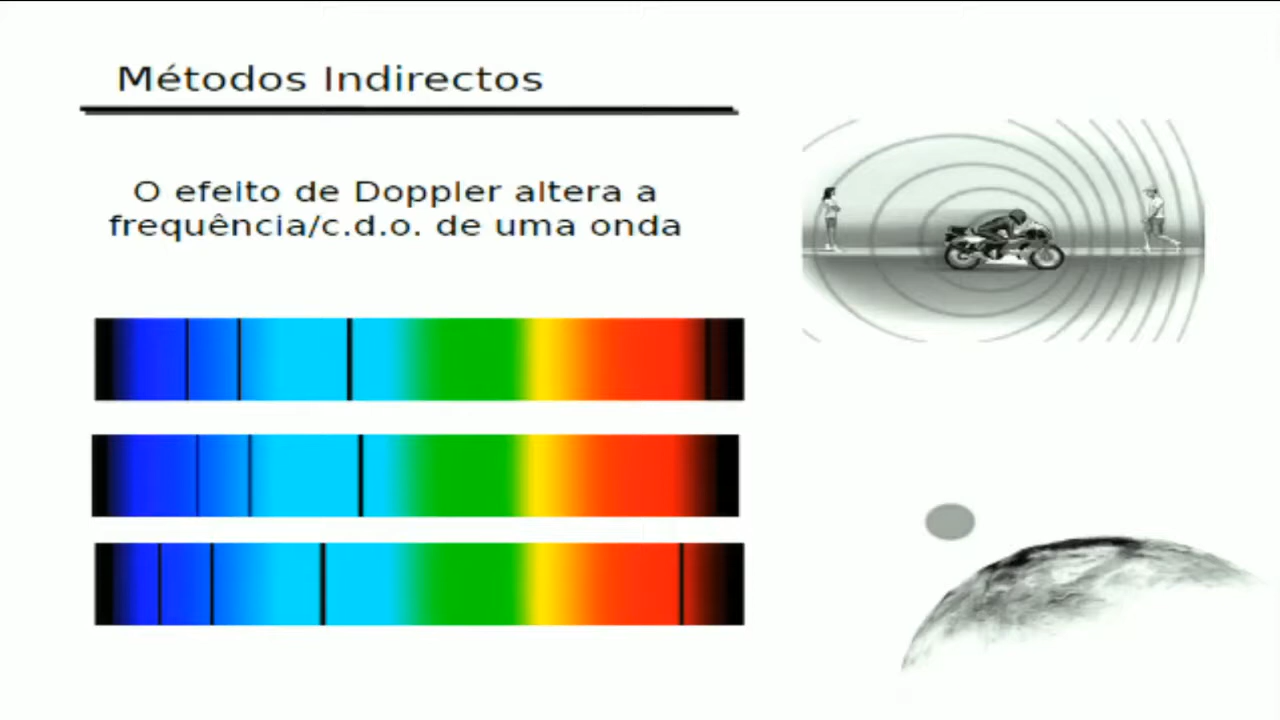 Métodos Indirectos
O efeito de Doppler altera a
frequência/c.d.o. de uma onda